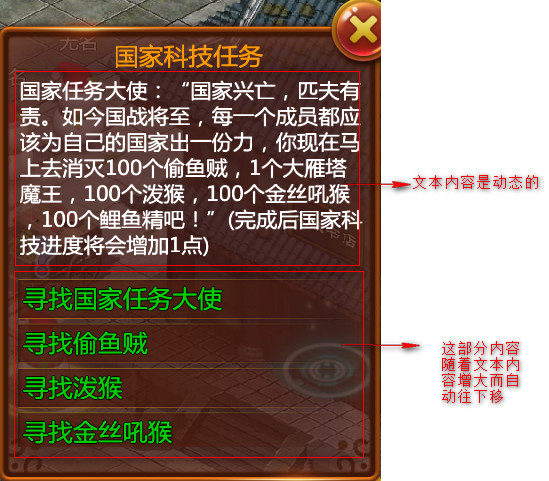 无名
国家科技任务
名
国家任务大使：“国家兴亡，匹夫有
责。如今国战将至，每一个成员都应
该为自己的国家出一份力，你现在马
上去消灭100个偷鱼贼，1个大雁塔
魔王，100个泼猴，100个金丝吼猴
，100个鲤鱼精吧！”(完成后国家科
技进度将会增加1点)
文本内容是动态的
寻找国家任务大使
寻找偷鱼贼
寻找泼猴
寻找金丝吼猴
这部分内容
随着文本内
容增大而自
动往下移